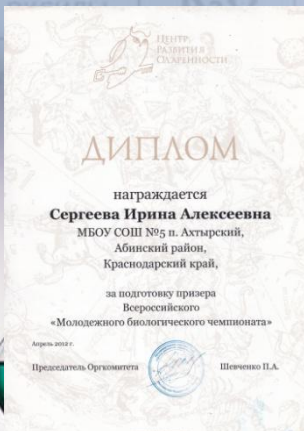 ЦЕНТР
РАЗВИТИЯ
ОДАРЕННОСТИ
ДИПЛОМ
награждается
Сергеева Ирина Алексеевна
МБОУ СОШ №5 п. Ахтырский,
Абинский район,
Краснодарский край,
за подготовку призера
Всероссийского
«Молодежного биологического чемпионата»
Апрель 2012 г.
Председатель Оргкомитета Шевченко П.А.